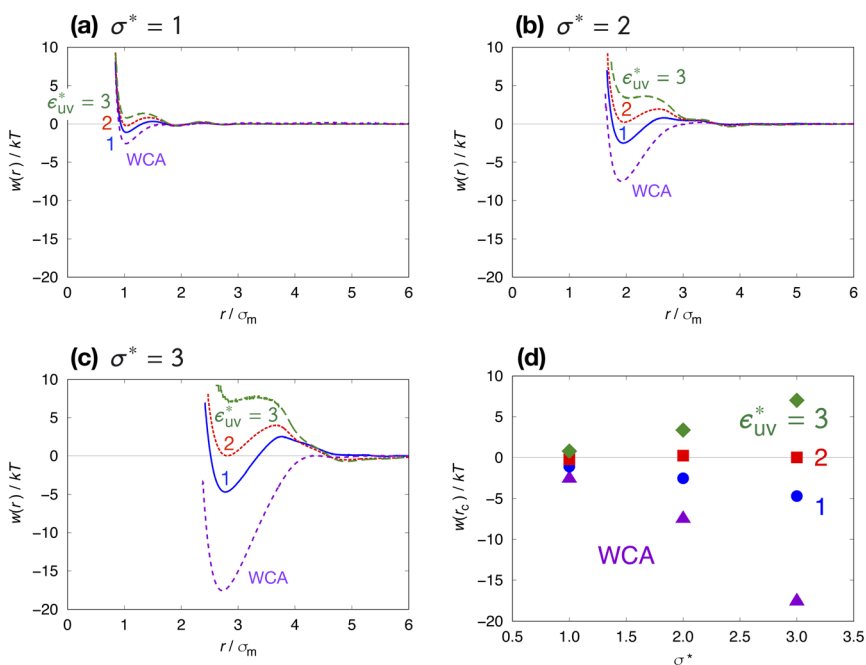 (a) σ* = 1
10
5
0
−5
−10
−15
−20
w(r) / kT
ϵ*uv = 3
2
1
WCA
0 1 2 3 4 5 6
r / σm
(b) σ* = 2
10
5
0
−5
−10
−15
−20
w(r) / kT
ϵ*uv = 3
2
1
WCA
0 1 2 3 4 5 6
r / σm
(c) σ* = 3
10
5
0
−5
−10
−15
−20
w(r) / kT
ϵ*uv = 3
2
1
WCA
0 1 2 3 4 5 6
r / σm
(d)
10
5
0
−5
−10
−15
−20
w(rc) / kT
ϵ*uv = 3
2
1
WCA
0.5 1.0 1.5 2.0 2.5 3.0 3.5
σ*